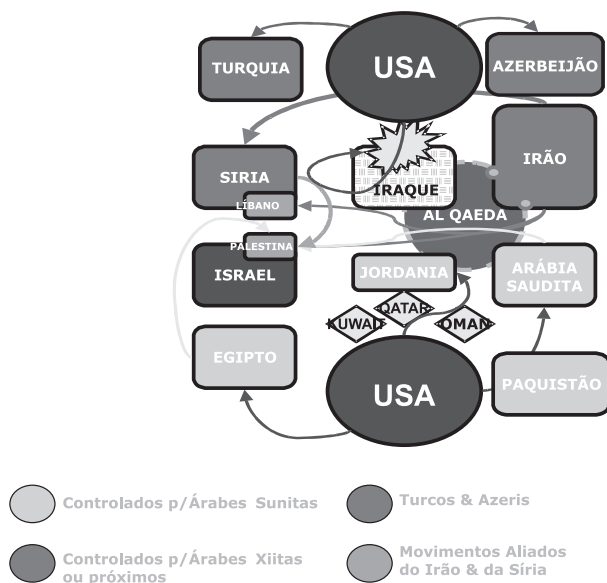 USA
TURQUIA
AZERBEIJÃO
SIRIA
LÍBANO
IRAQUE
IRÃO
AL QAEDA
PALESTINA
ISRAEL
JORDANIA
ARÁBIA
SAUDITA
QATAR
KUWAIT
OMAN
EGIPTO
USA
PAQUISTÃO
Controlados p/Árabes Sunitas
Turcos & Azeris
Controlados p/Árabes Xiitas
ou próximos
Movimentos Aliados
do Irão & da Síria